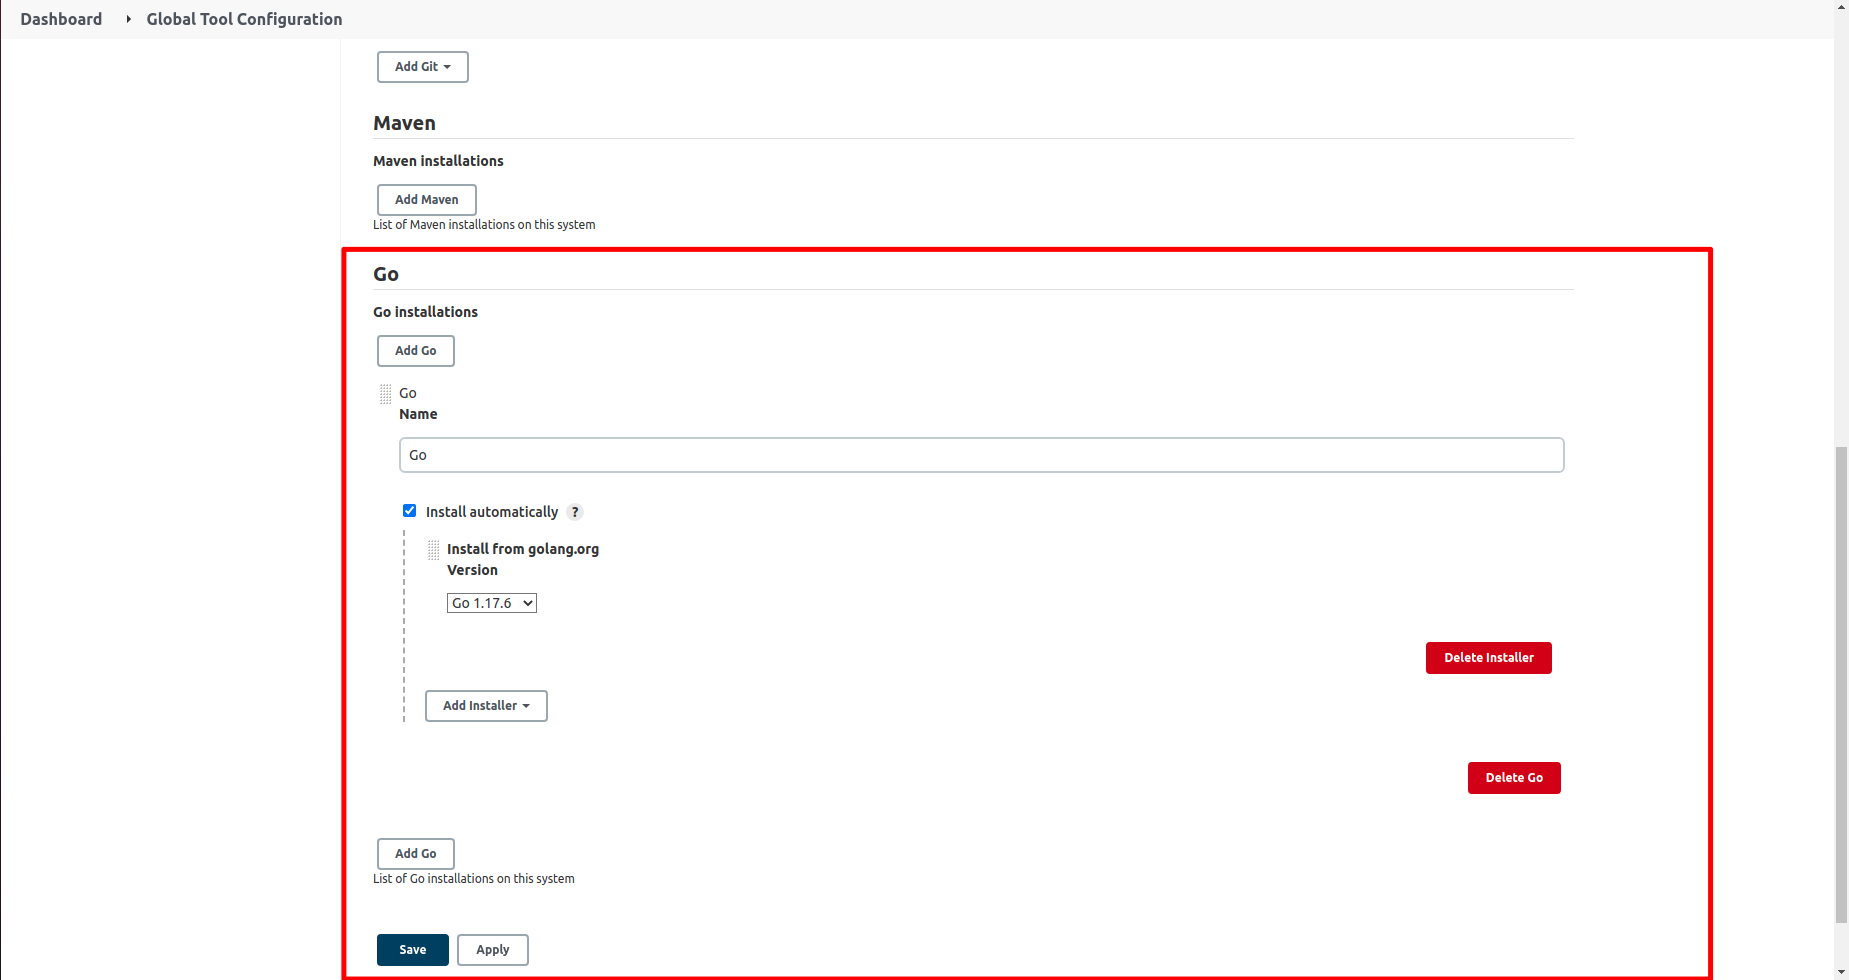 Dashboard Global Tool Configuration
Add Git
Maven
Maven installations
Add Maven
List of Maven installations on this system
Go
Go installations
Add Go
Go
Name
Go
Install automatically ?
Install from golang.org
Version
Go 1.17.6
Delete Installer
Add Installer
Delete Go
Add Go
List of Go installations on this system
Save Apply